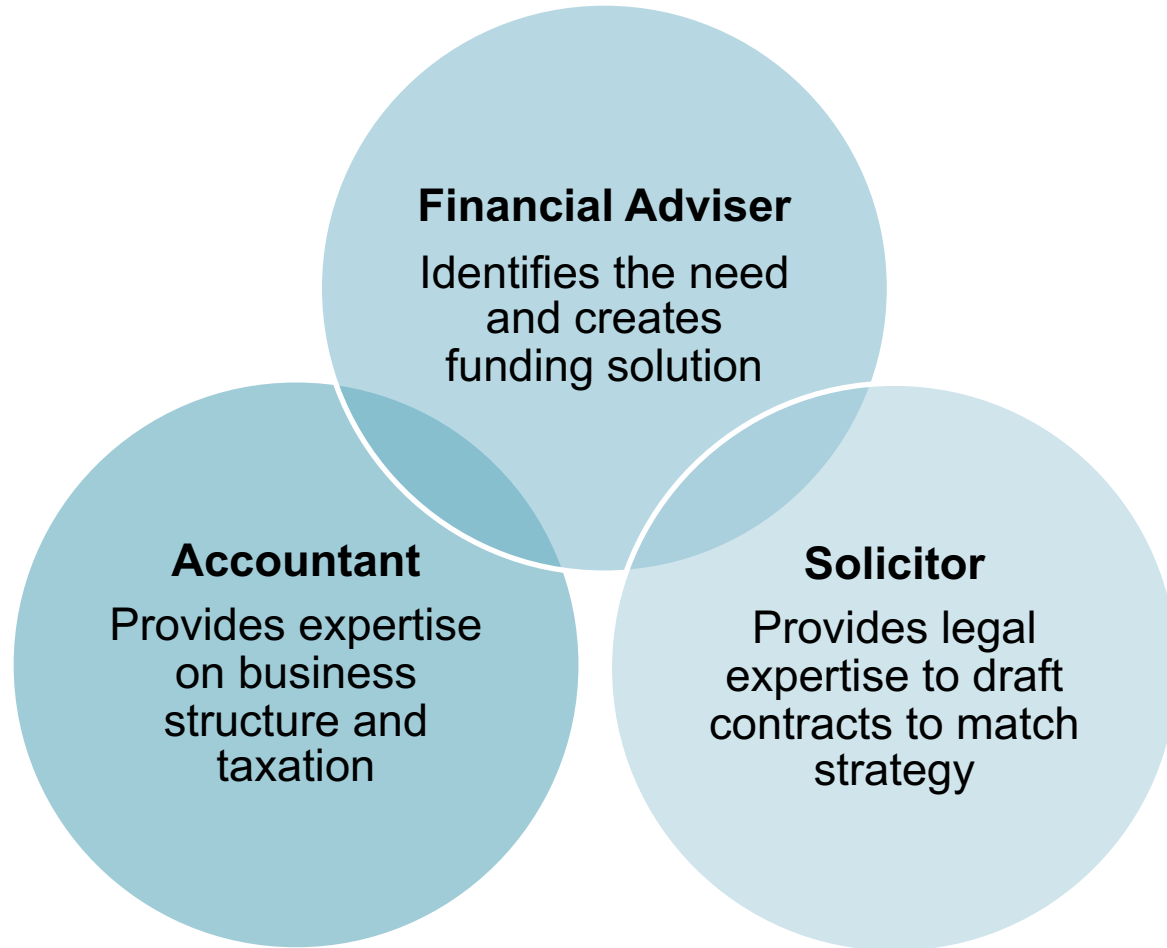 Financial Adviser
Identifies the need
and creates
funding solution
Accountant
Provides expertise
on business
structure and
taxation
Solicitor
Provides legal
expertise to draft
contracts to match
strategy